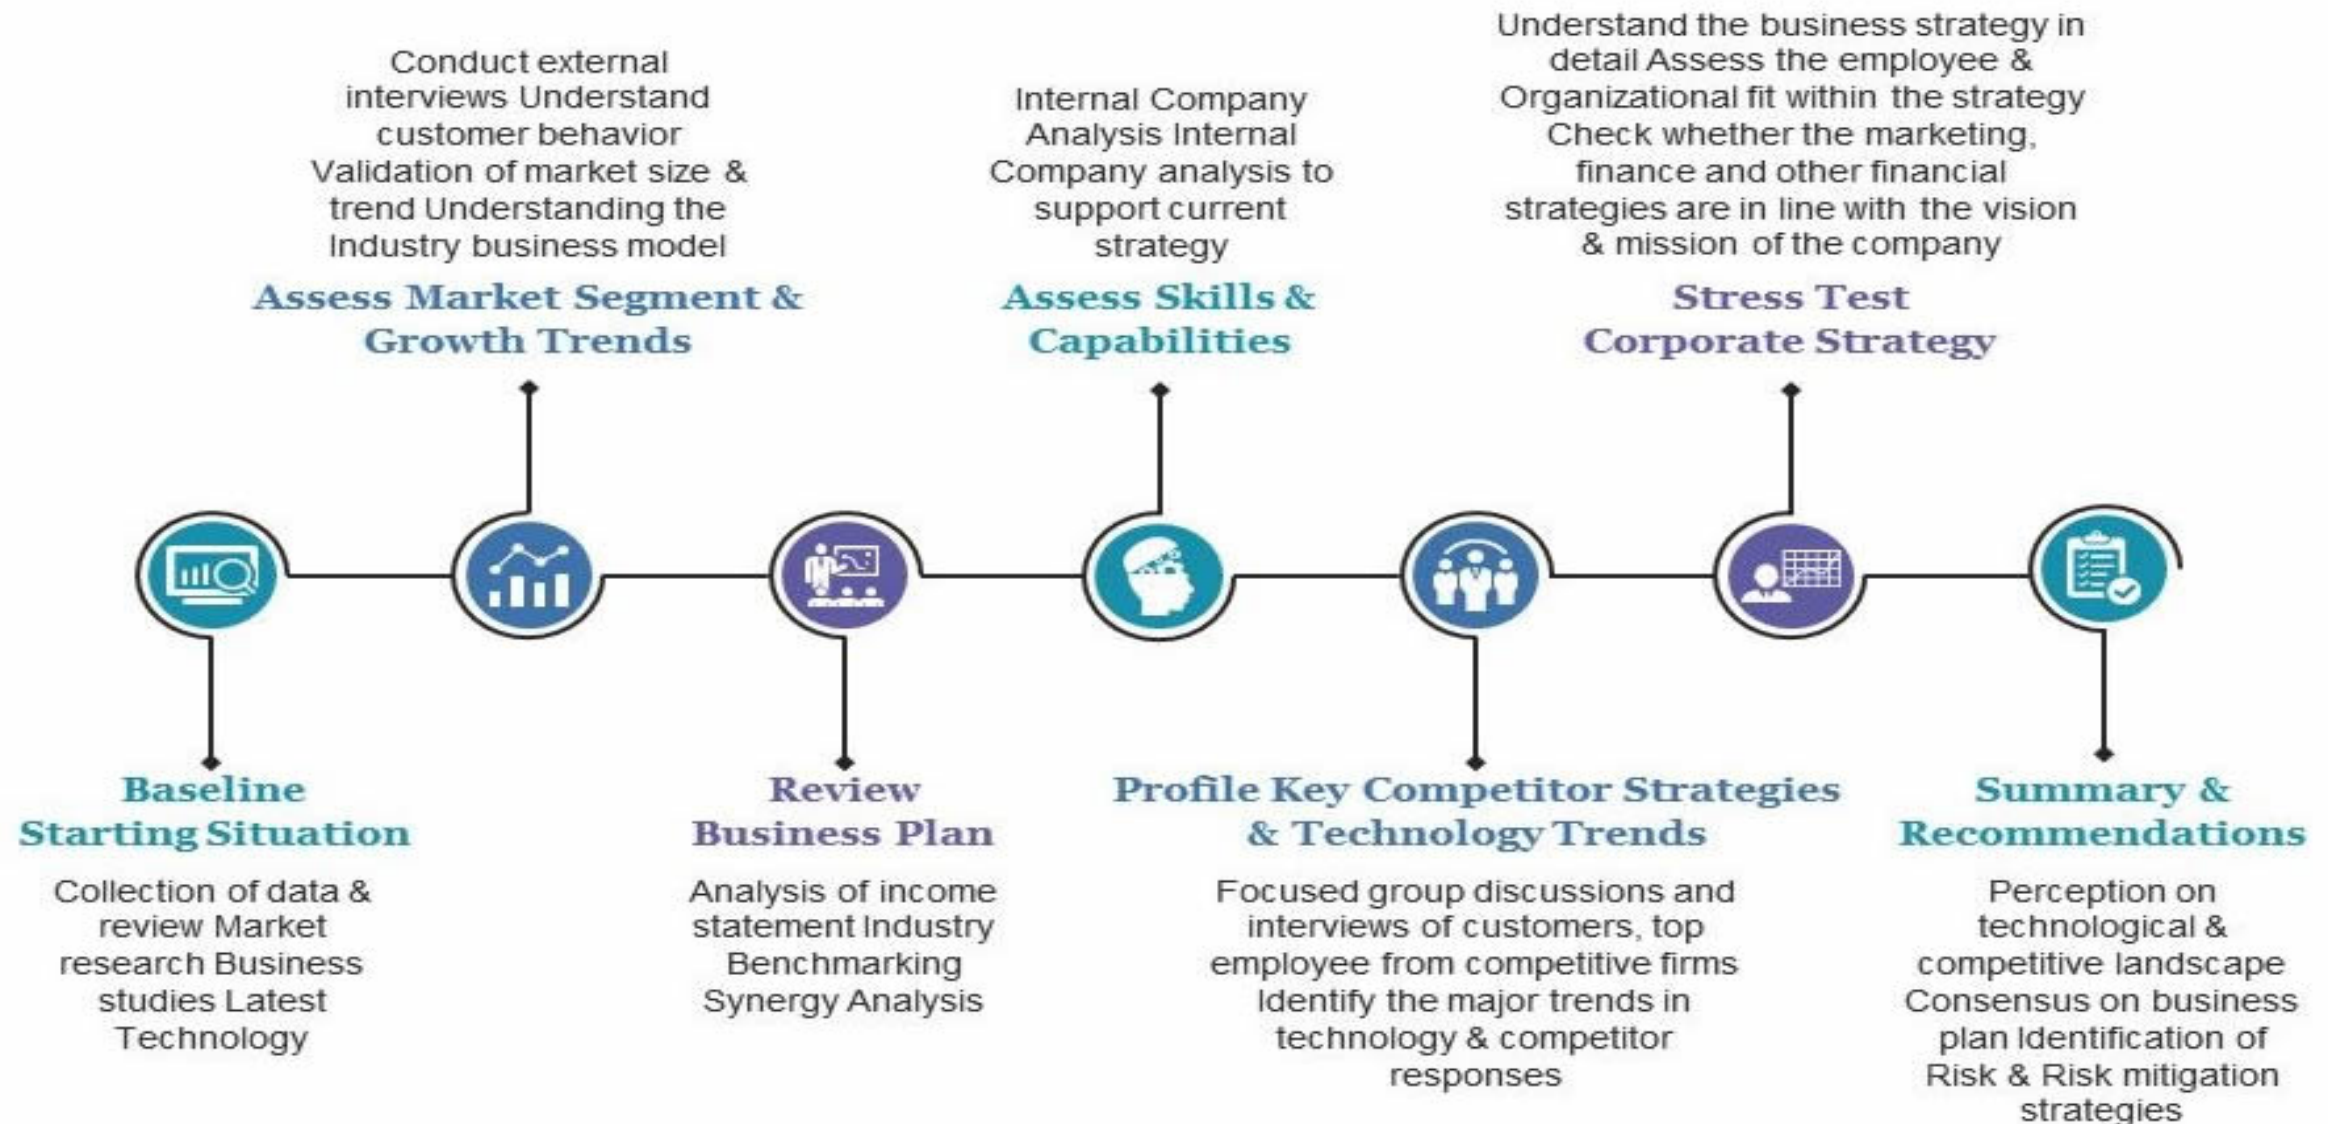 Conduct external
interviews Understand
customer behavior
Validation of market size &
trend Understanding the
Industry business model
Assess Market Segment &
Growth Trends
Internal Company
Analysis Internal
Company analysis to
support current
strategy
Assess Skills &
Capabilities
Understand the business strategy in
detail Assess the employee &
Organizational fit within the strategy
Check whether the marketing,
finance and other financial
strategies are in line with the vision
& mission of the company
Stress Test
Corporate Strategy
Baseline
Starting Situation
Collection of data &
review Market
research Business
studies Latest
Technology
Review
Business Plan
Analysis of income
statement Industry
Benchmarking
Synergy Analysis
Profile Key Competitor Strategies
& Technology Trends
Focused group discussions and
interviews of customers, top
employee from competitive firms
Identify the major trends in
technology & competitor
responses
Summary &
Recommendations
Perception on
technological &
competitive landscape
Consensus on business
plan Identification of
Risk & Risk mitigation
strategies